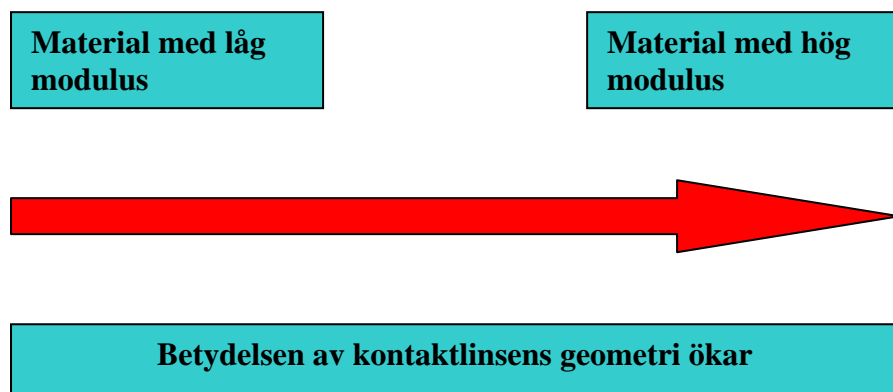 Material med låg
modulus
Material med hög
modulus
Betydelsen av kontaktlinsens geometri ökar